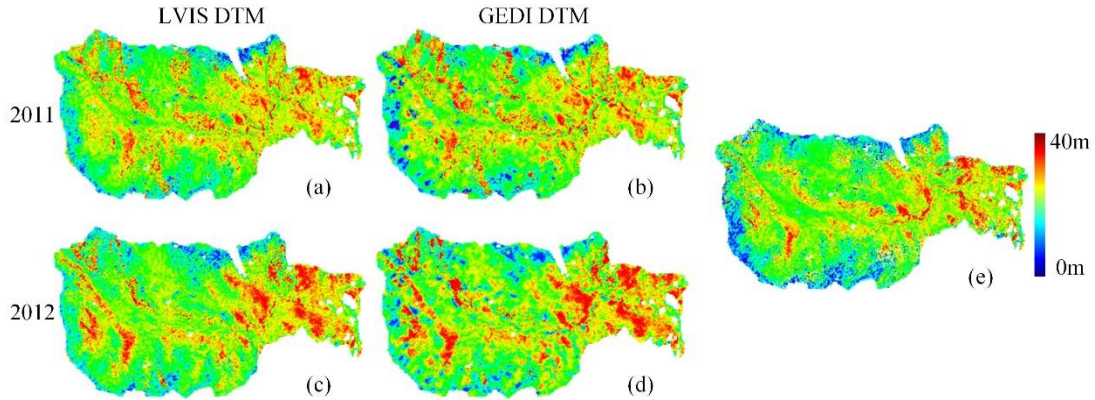 LVIS DTM
GEDI DTM
2011
(a)
(b)
40m
0m
(e)
2012
(c)
(d)